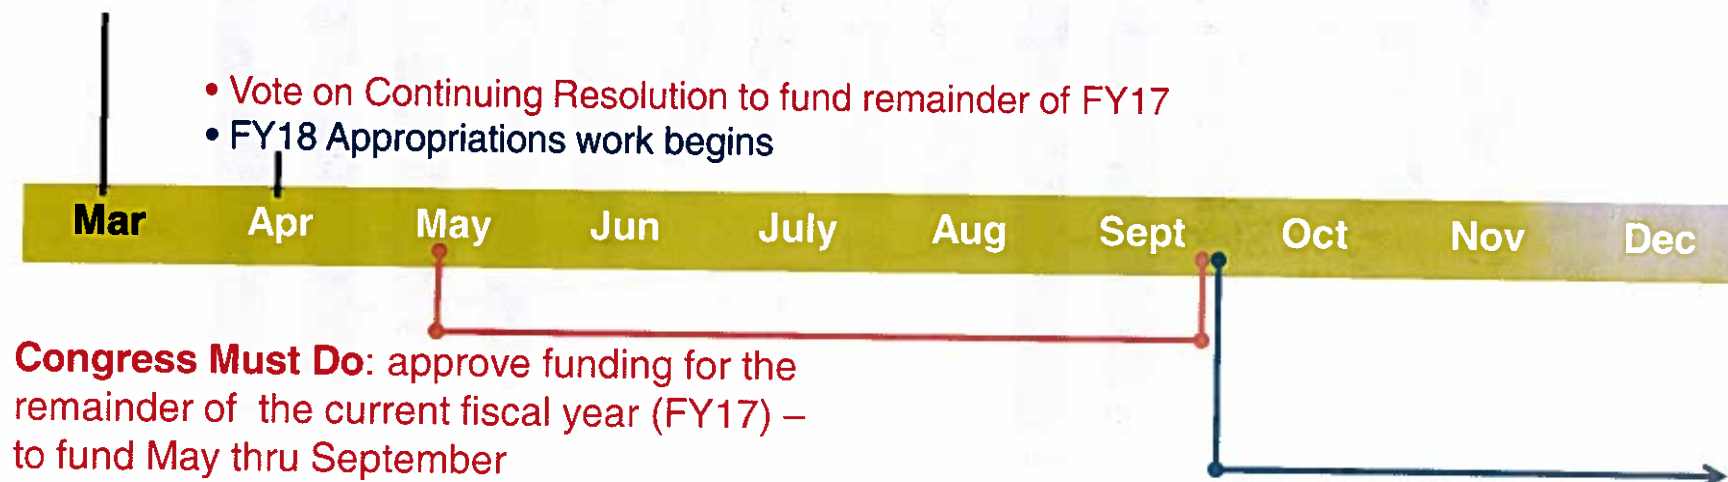 • Vote on Continuing Resolution to fund remainder of FY17
• FY18 Appropriations work begins
Mar Apr May Jun July Aug Sept Oct Nov Dec
Congress Must Do: approve funding for the
remainder of the current fiscal year (FY17) –
to fund May thru September